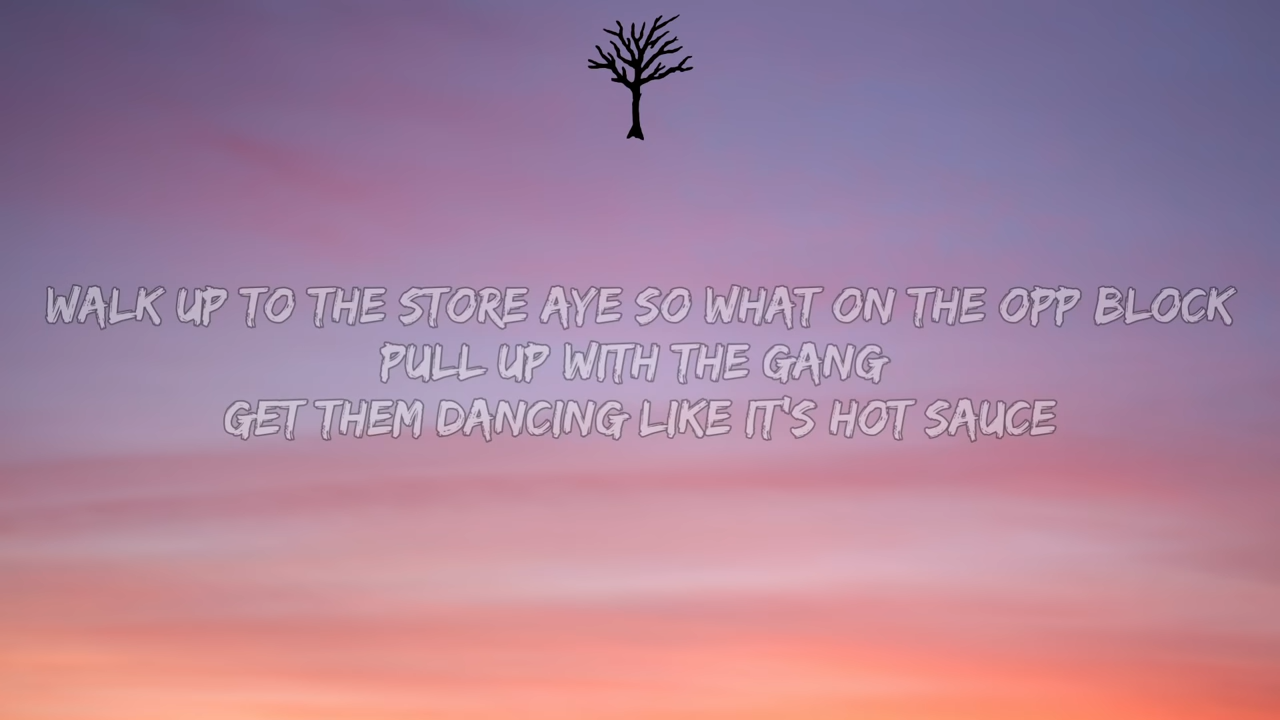 WALK UP TO THE STORE AYE SO WHAT ON THE OPP BLOCK
PULL UP WITH THE GANG
GET THEM DANCING LIKE IT'S HOT SAUCE